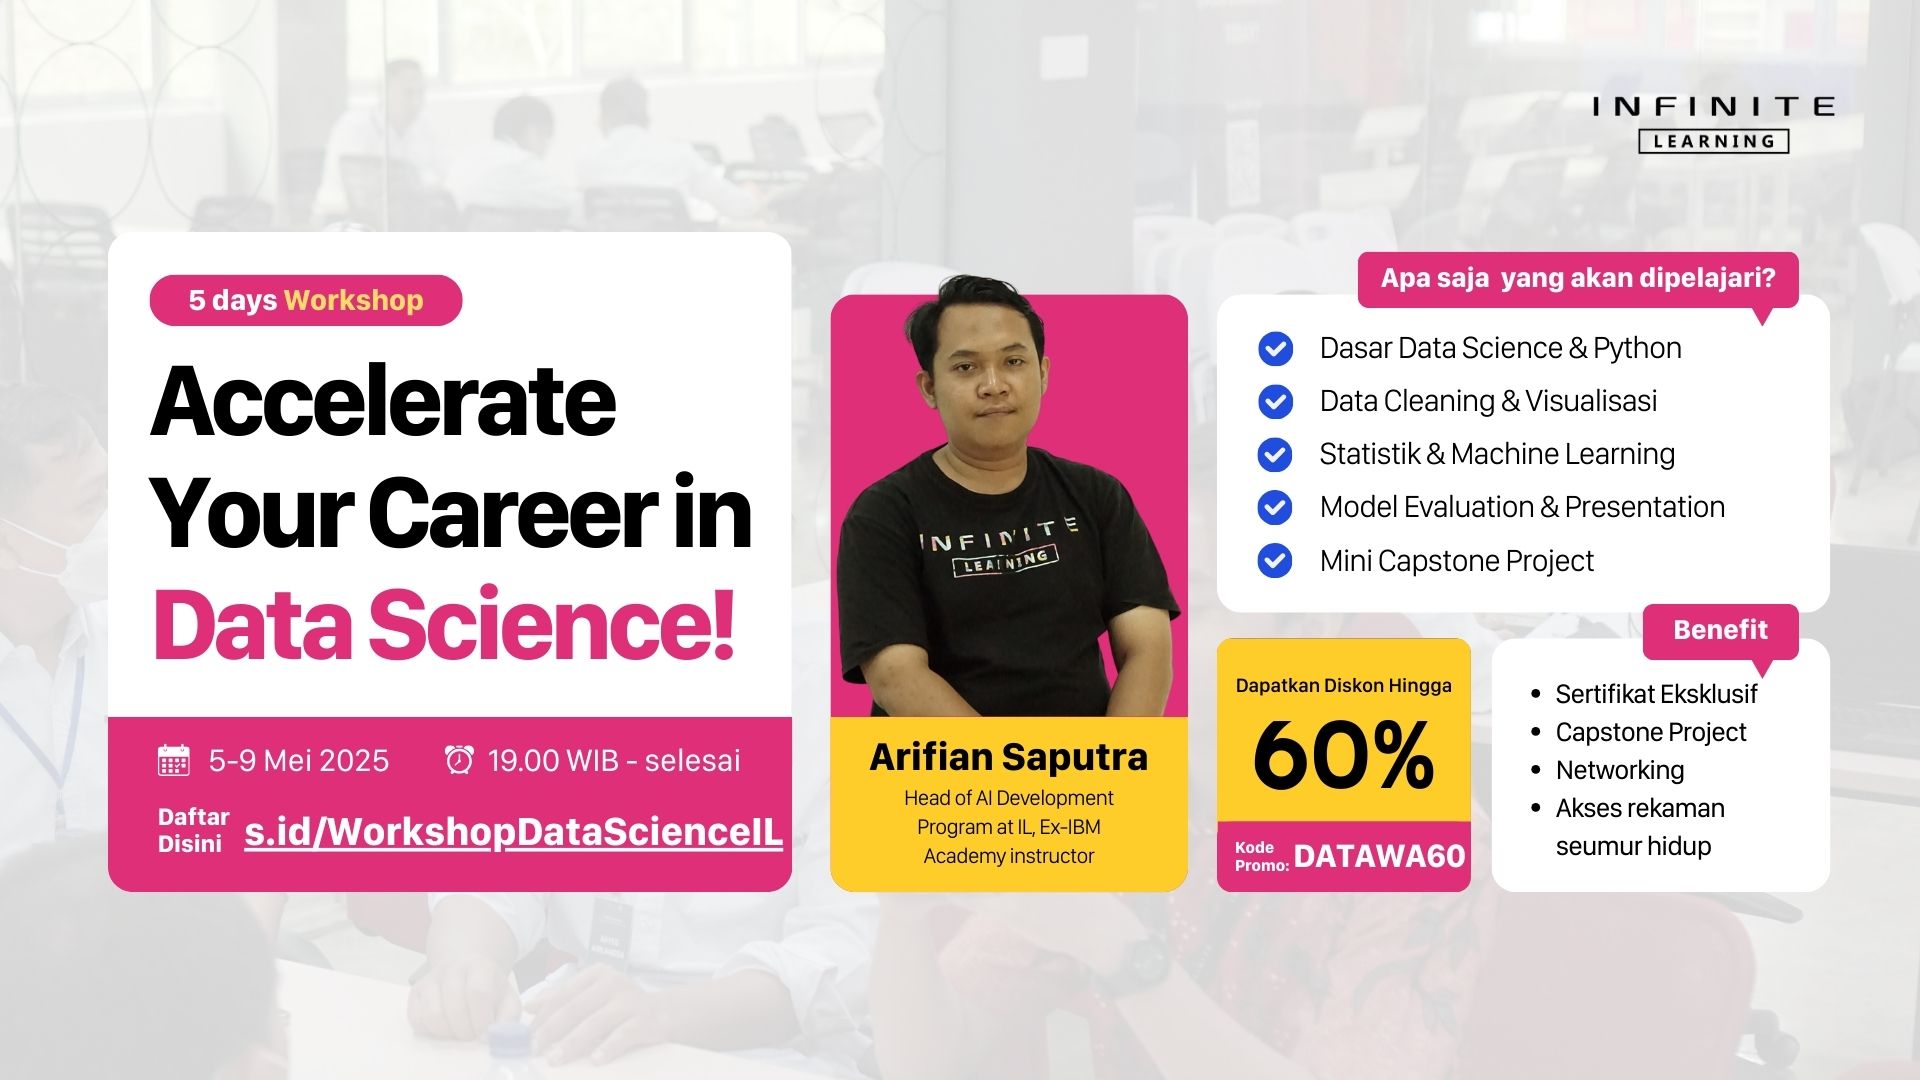 INFINITE
LEARNING
5 days Workshop
Accelerate
Your Career in
Data Science!
5-9 Mei 2025
19.00 WIB - selesai
Daftar
Disini
s.id/WorkshopDataScienceIL
INFINITE
LEARNING
Arifian Saputra
Head of AI Development
Program at IL, Ex-IBM
Academy instructor
Apa saja yang akan dipelajari?
Dasar Data Science & Python
Data Cleaning & Visualisasi
Statistik & Machine Learning
Model Evaluation & Presentation
Mini Capstone Project
Dapatkan Diskon Hingga
60%
Kode
Promo:
DATAWA60
Benefit
• Sertifikat Eksklusif
• Capstone Project
• Networking
• Akses rekaman
seumur hidup